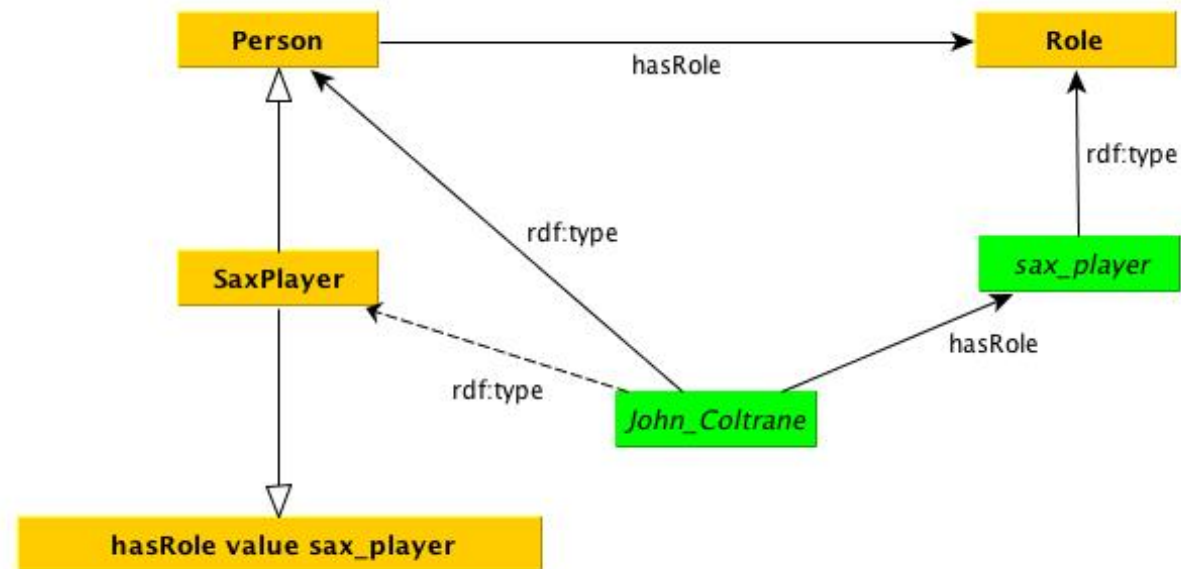 Person
Role
hasRole
rdf:type
rdf:type
SaxPlayer
sax_player
hasRole
rdf:type
John_Coltrane
hasRole value sax_player